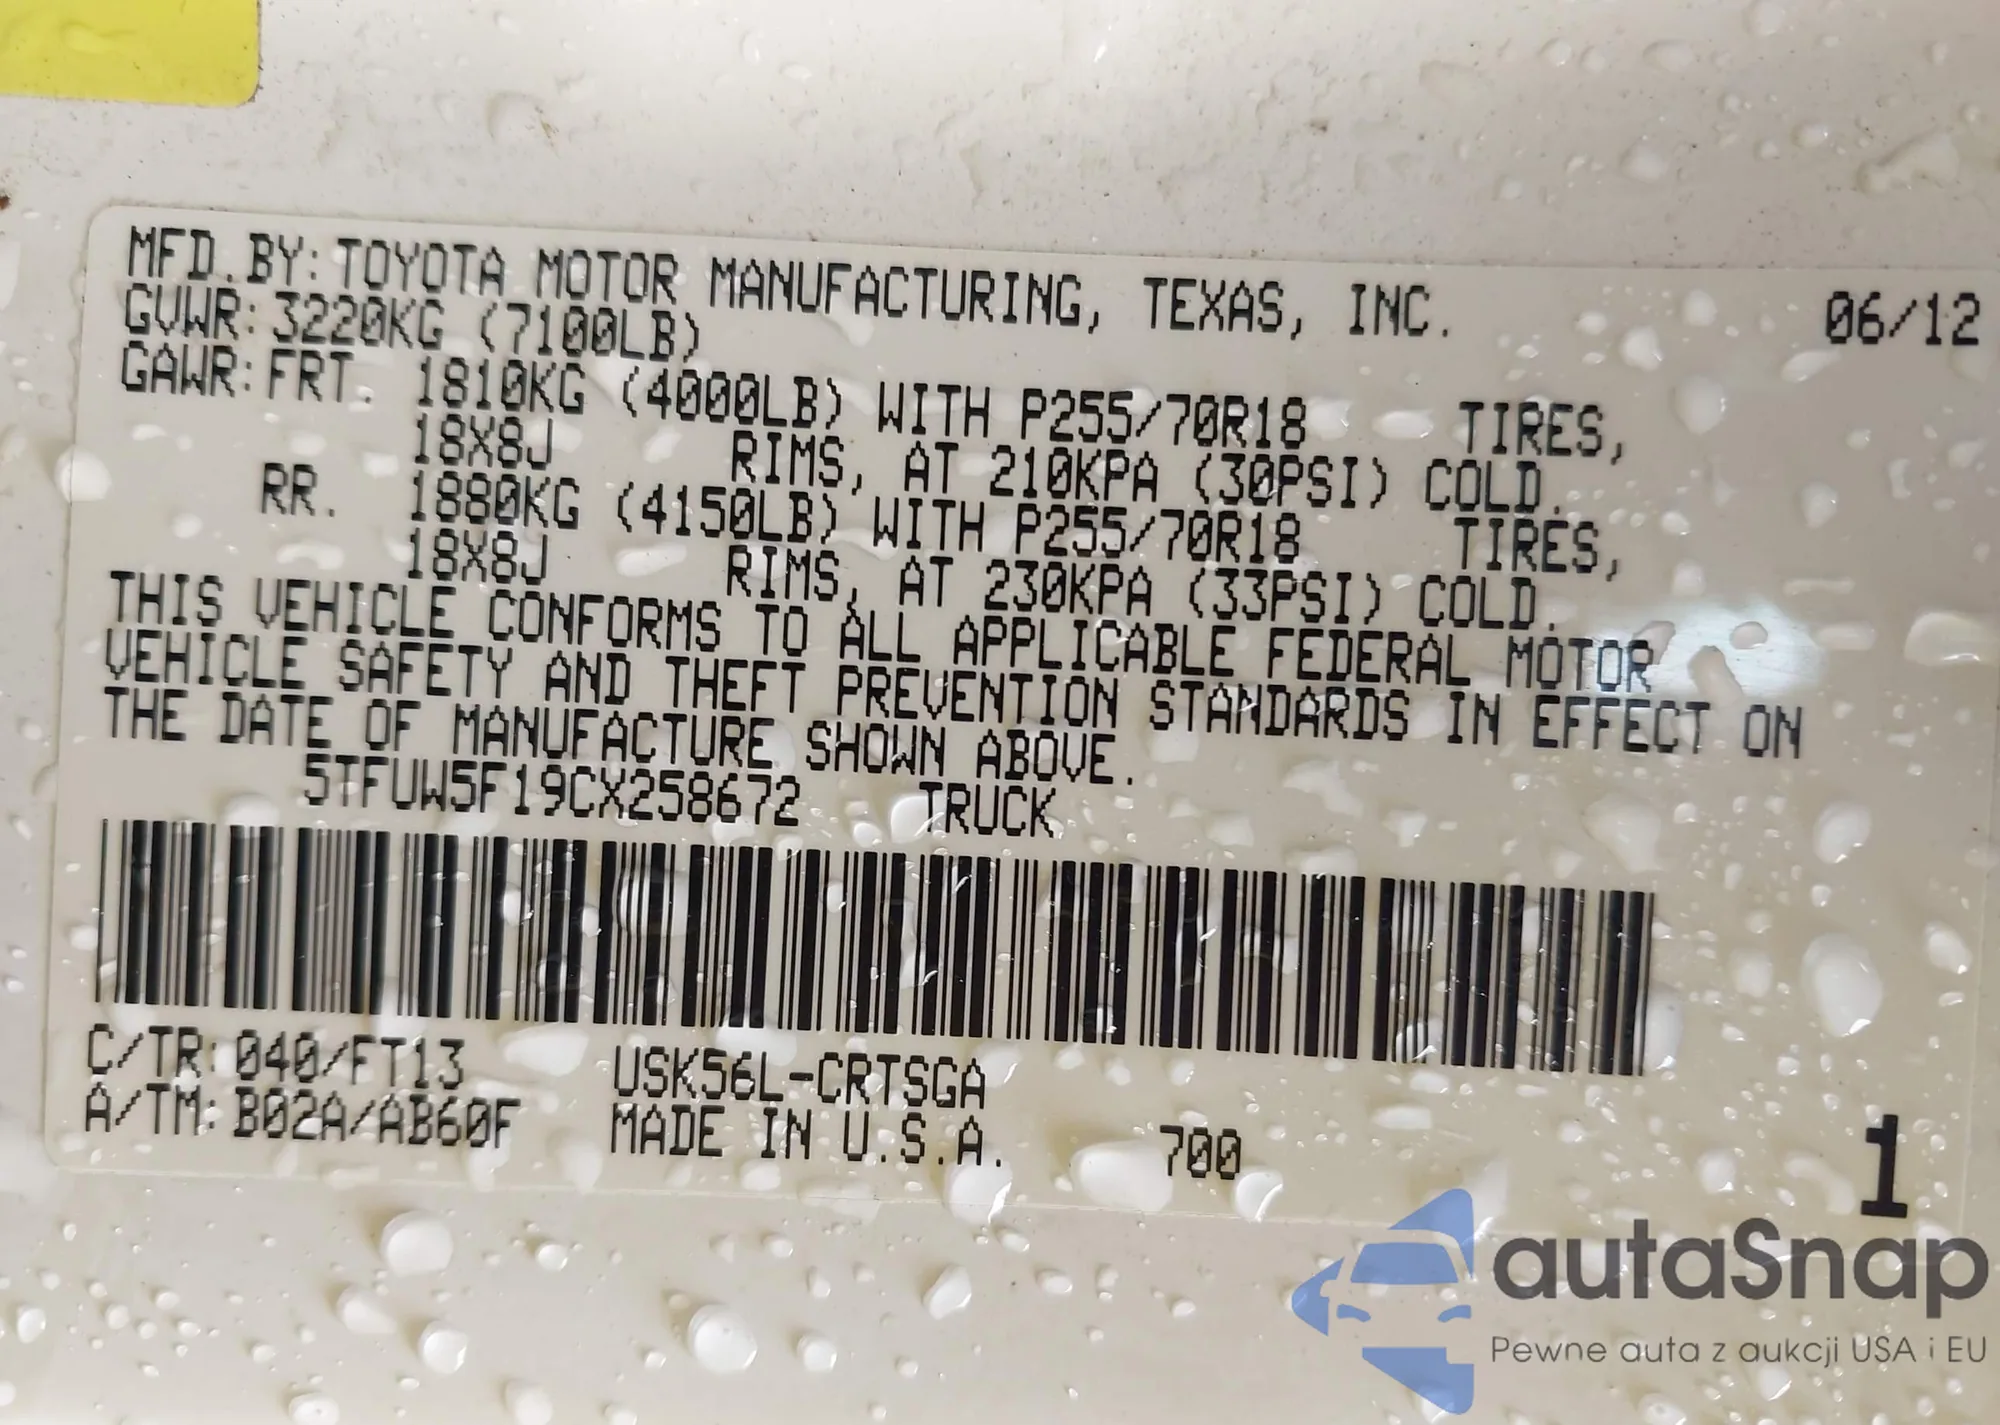 MFD.BY:TOYOTA MOTOR MANUFACTURING, TEXAS, INC. 06/12
GVWR:3220KG (7100LB)
GAWR:FRT. 1810KG (4000LB) WITH P255/70R18 TIRES,
18X8J RIMS, AT 210KPA (30PSI) COLD.
RR. 1880KG (4150LB) WITH P255/70R18 TIRES,
18X8J RIMS, AT 230KPA (33PSI) COLD.
THIS VEHICLE CONFORMS TO ALL APPLICABLE FEDERAL MOTOR
VEHICLE SAFETY AND THEFT PREVENTION STANDARDS IN EFFECT ON
THE DATE OF MANUFACTURE SHOWN ABOVE.
5TFUW5F19CX258672 TRUCK
C/TR:040/FT13 USK56L-CRTSGA
A/TM:B02A/AB60F MADE IN U.S.A. 700 1
autaSnap
Pewne auta z aukcji USA i EU